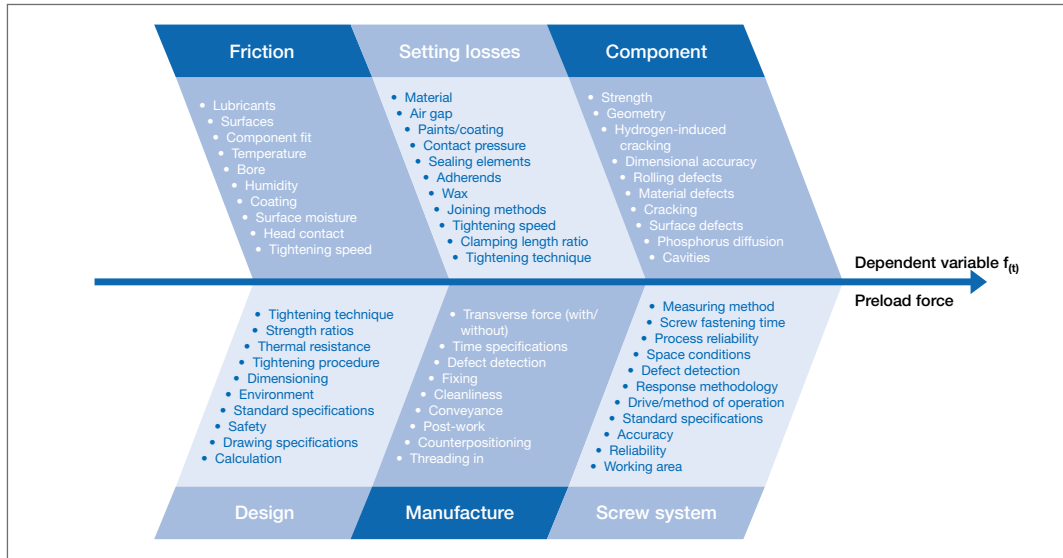 Friction
Setting losses
Component
• Lubricants
• Surfaces
• Component fit
• Temperature
• Bore
• Humidity
• Coating
• Surface moisture
• Head contact
• Tightening speed
• Material
• Air gap
• Paints/coating
• Contact pressure
• Sealing elements
• Adherends
• Wax
• Joining methods
• Tightening speed
• Clamping length ratio
• Tightening technique
• Strength
• Geometry
• Hydrogen-induced
cracking
• Dimensional accuracy
• Rolling defects
• Material defects
• Cracking
• Surface defects
• Phosphorus diffusion
• Cavities
Dependent variable f(t)
Preload force
• Tightening technique
• Strength ratios
• Thermal resistance
• Tightening procedure
• Dimensioning
• Environment
• Standard specifications
• Safety
• Drawing specifications
• Calculation
• Transverse force (with/
without)
• Time specifications
• Defect detection
• Fixing
• Cleanliness
• Conveyance
• Post-work
• Counterpositioning
• Threading in
• Measuring method
• Screw fastening time
• Process reliability
• Space conditions
• Defect detection
• Response methodology
• Drive/method of operation
• Standard specifications
• Accuracy
• Reliability
• Working area
Design
Manufacture
Screw system